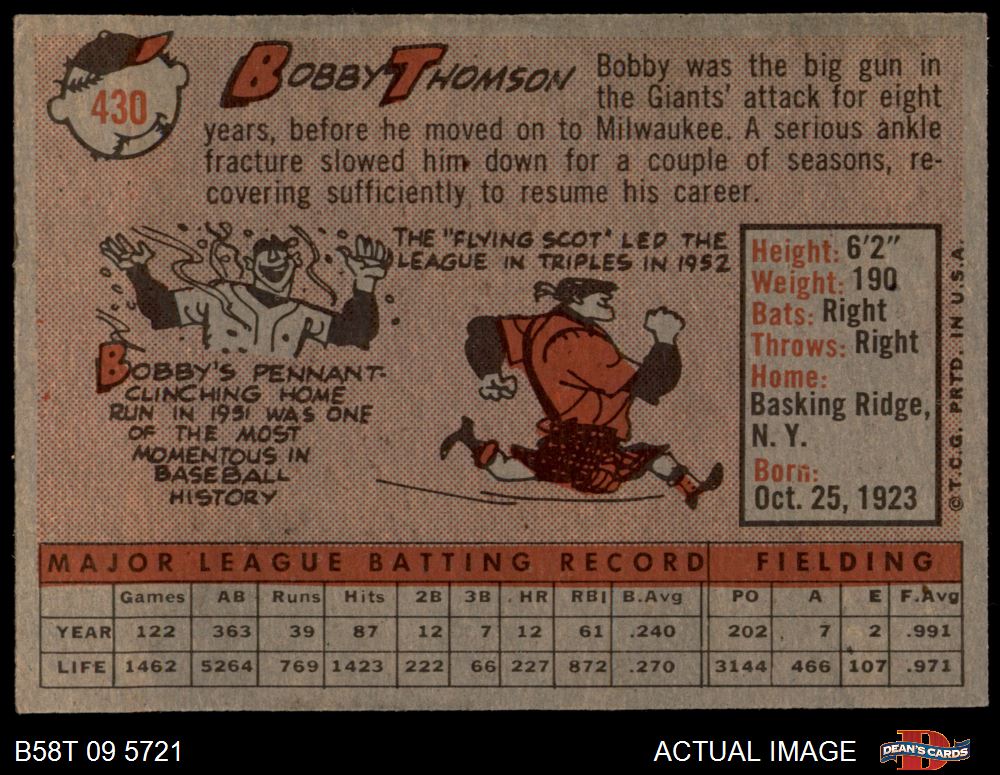 430
BOBBY THOMSON
Bobby was the big gun in
the Giants' attack for eight
years, before he moved on to Milwaukee. A serious ankle
fracture slowed him down for a couple of seasons, re-
covering sufficiently to resume his career.
THE "FLYING SCOT" LED THE
LEAGUE IN TRIPLES IN 1952
BOBBY'S PENNANT-
CLINCHING HOME
RUN IN 1951 WAS ONE
OF THE MOST
MOMENTOUS IN
BASEBALL
HISTORY
Height: 6'2"
Weight: 190
Bats: Right
Throws: Right
Home:
Basking Ridge,
N. Y.
Born:
Oct. 25, 1923
© T.C.G. PRTD. IN U.S.A.
MAJOR LEAGUE BATTING RECORD FIELDING
Games AB Runs Hits 2B 3B HR RBI B.Avg PO A E F.Avg
YEAR 122 363 39 87 12 7 12 61 .240 202 7 2 .991
LIFE 1462 5264 769 1423 222 66 227 872 .270 3144 466 107 .971
B58T 09 5721 ACTUAL IMAGE D DEAN'S CARDS